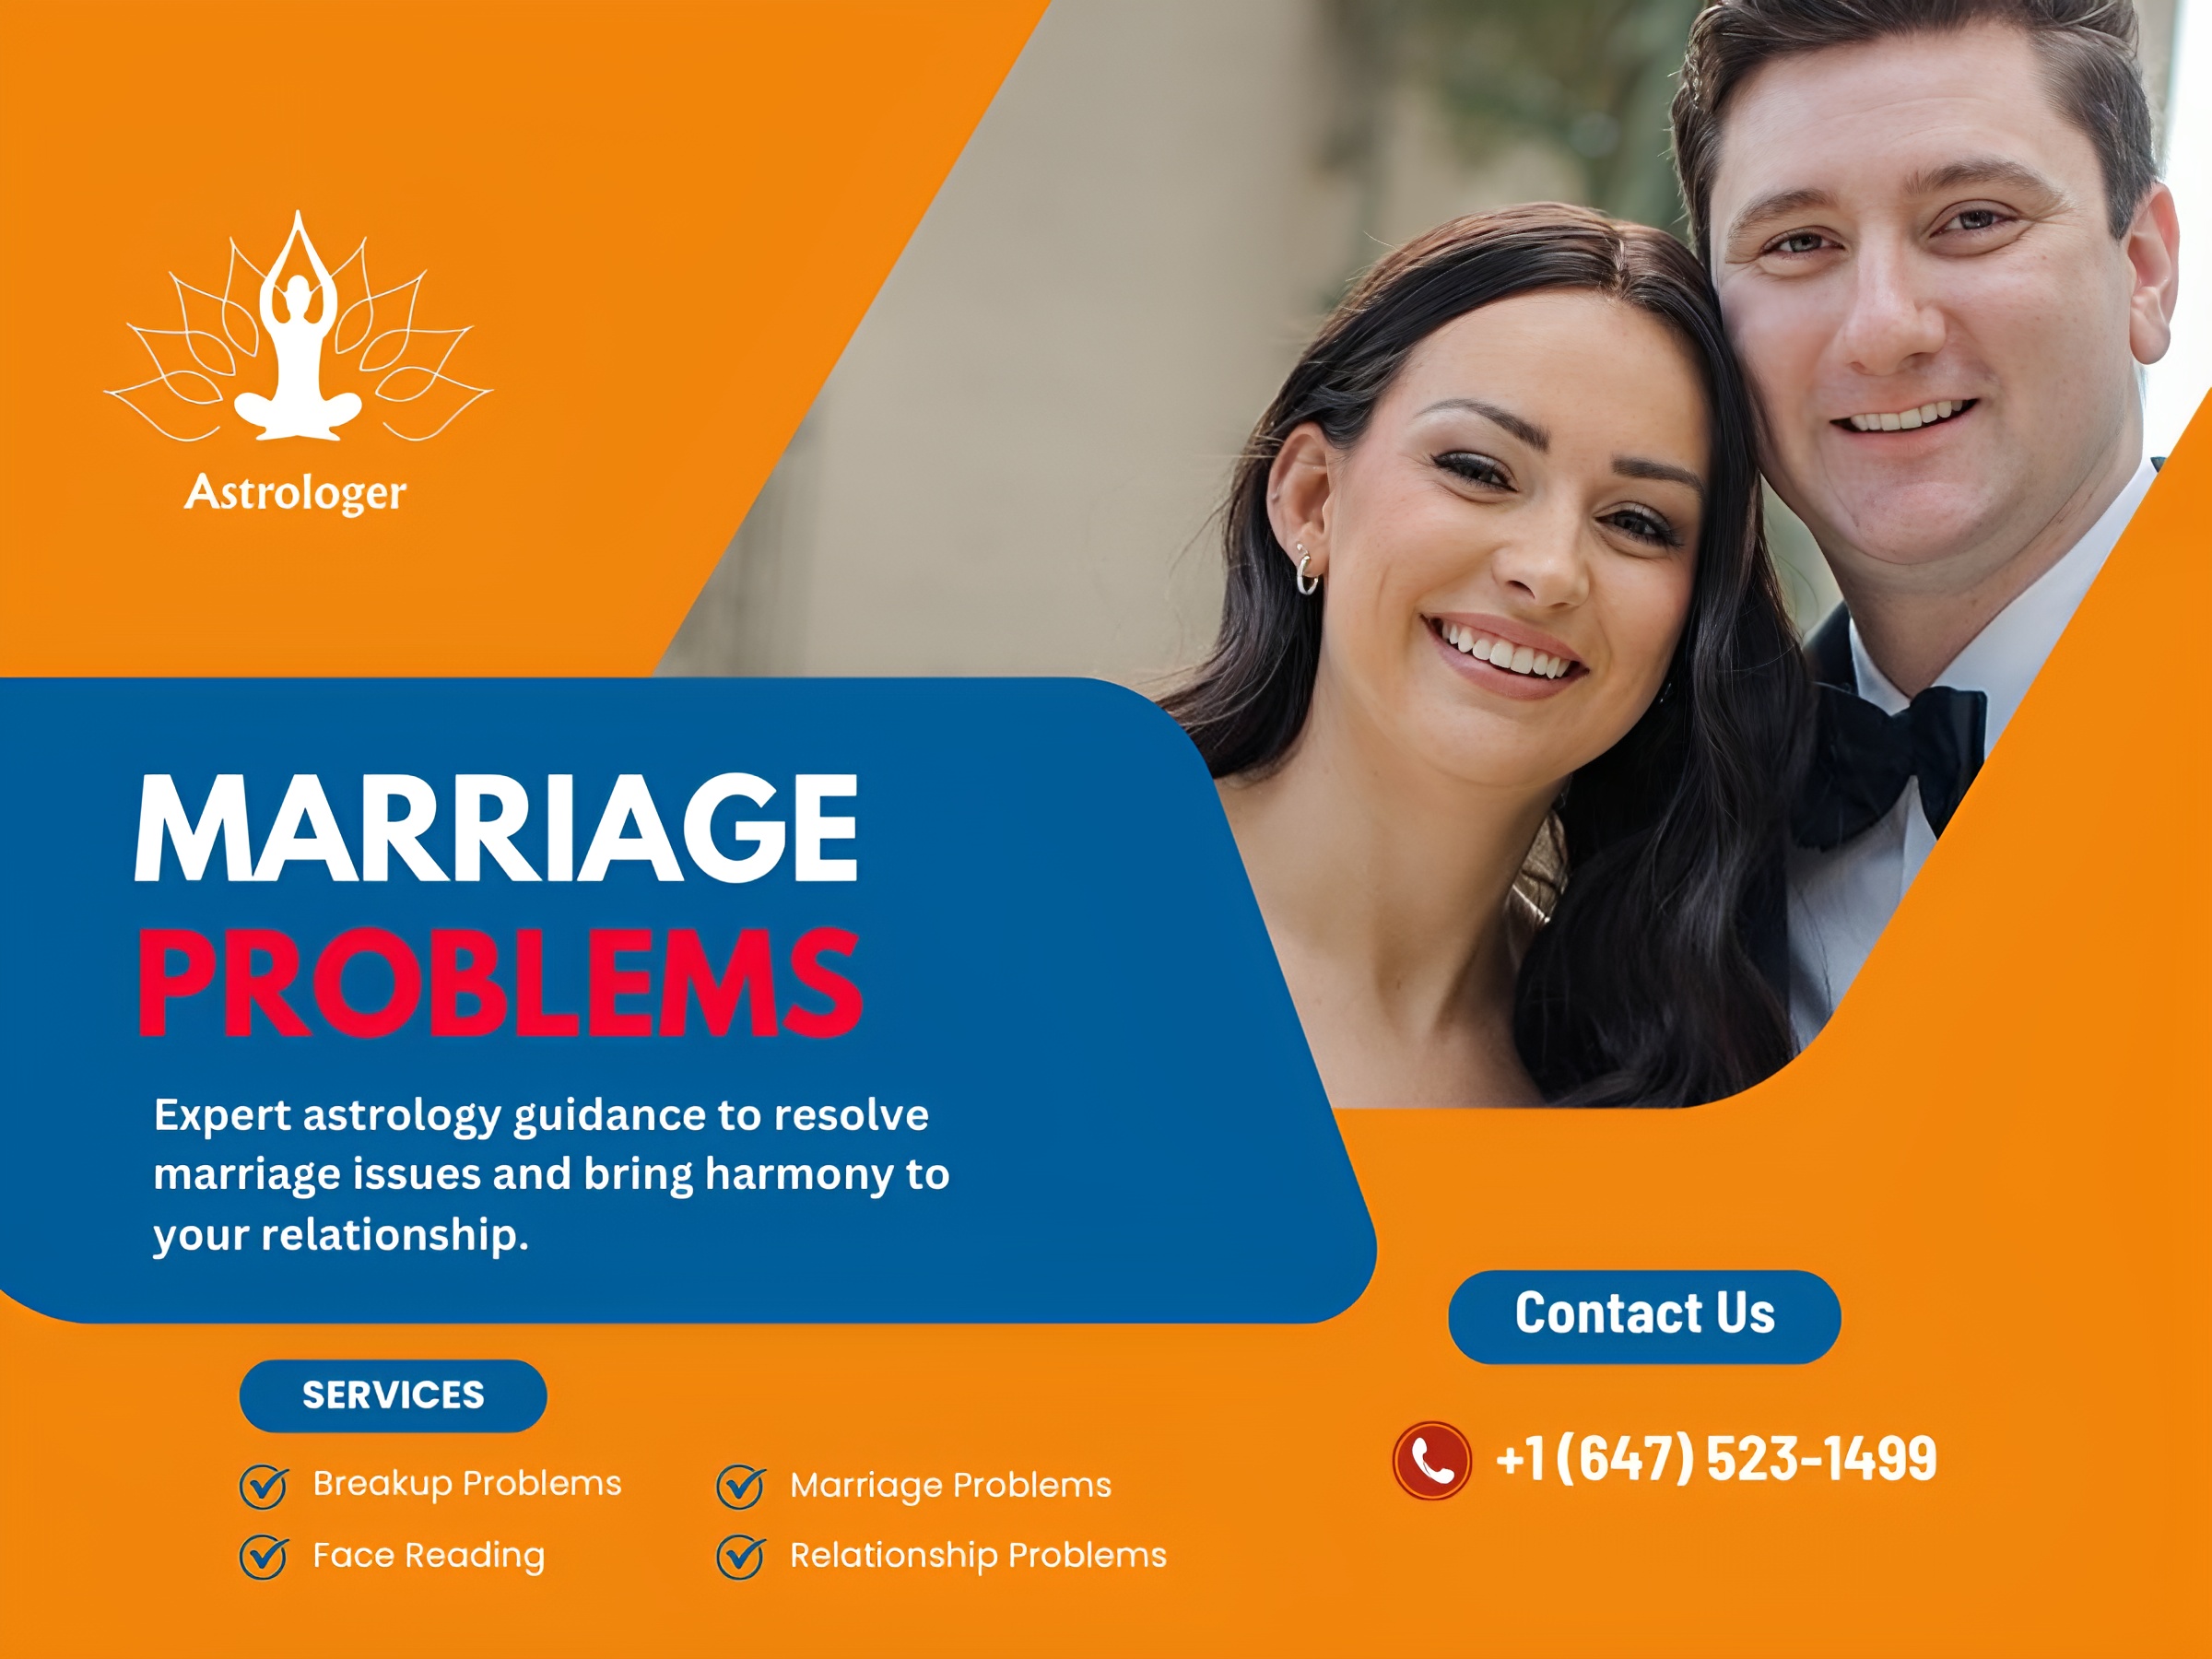 Astrologer
MARRIAGE
PROBLEMS
Expert astrology guidance to resolve
marriage issues and bring harmony to
your relationship.
SERVICES
Breakup Problems
Face Reading
Marriage Problems
Relationship Problems
Contact Us
+1 (647) 523-1499